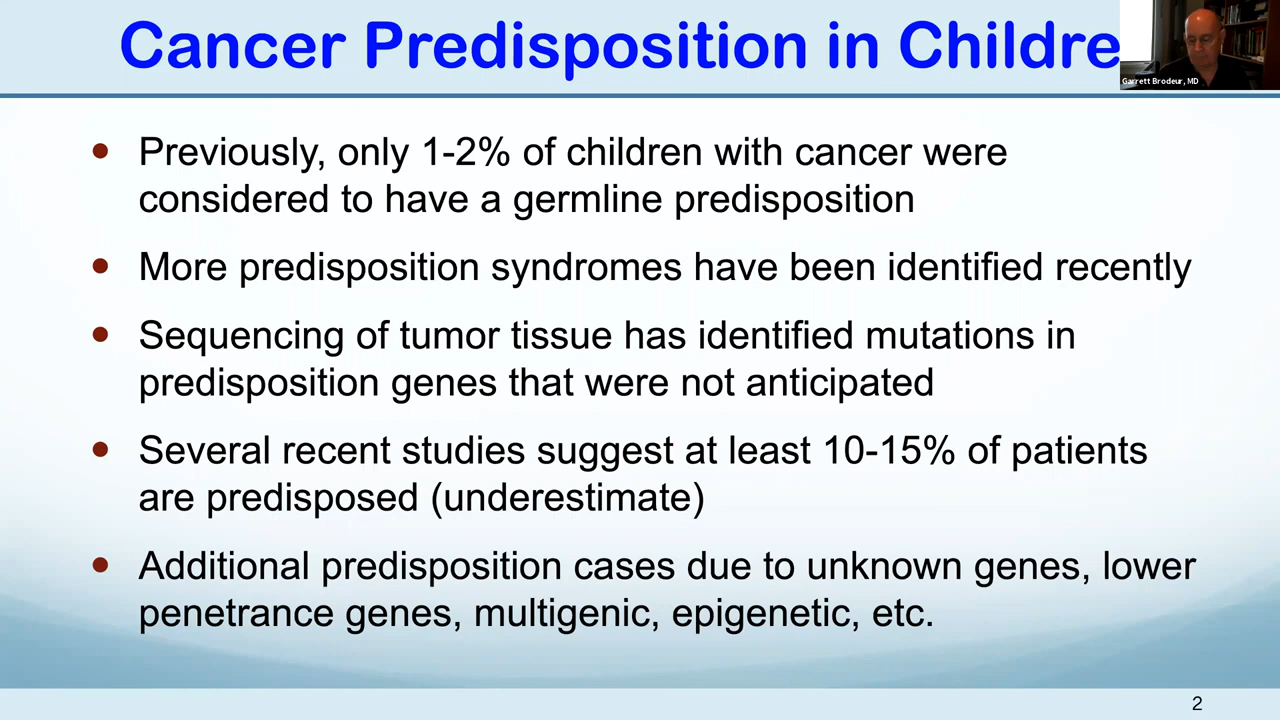 Cancer Predisposition in Childre
Garrett Brodeur, MD
• Previously, only 1-2% of children with cancer were
considered to have a germline predisposition
• More predisposition syndromes have been identified recently
• Sequencing of tumor tissue has identified mutations in
predisposition genes that were not anticipated
• Several recent studies suggest at least 10-15% of patients
are predisposed (underestimate)
• Additional predisposition cases due to unknown genes, lower
penetrance genes, multigenic, epigenetic, etc.
2